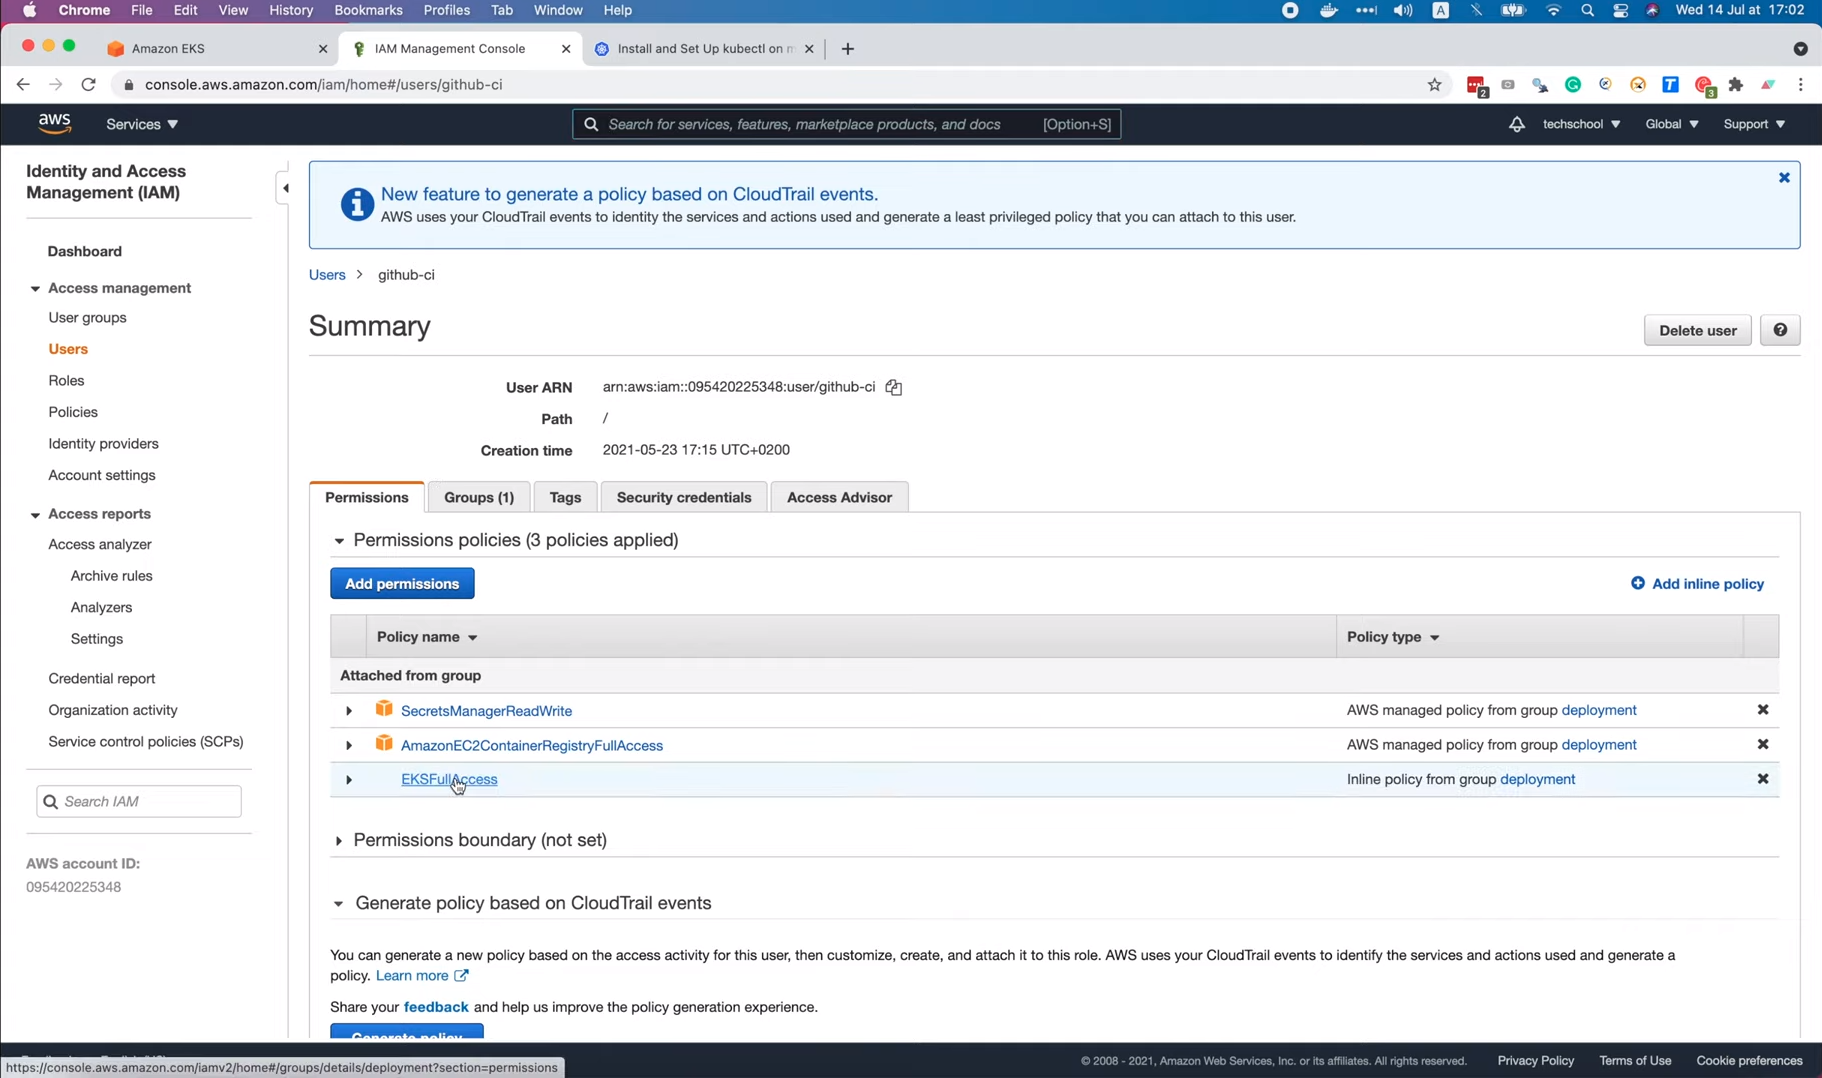 Chrome File Edit View History Bookmarks Profiles Tab Window Help
A Wed 14 Jul at 17:02
Amazon EKS
IAM Management Console
Install and Set Up kubectl on m
console.aws.amazon.com/iam/home#/users/github-ci
2
T
3
aws
Services
Search for services, features, marketplace products, and docs [Option+S]
techschool
Global
Support
Identity and Access
Management (IAM)
Dashboard
Access management
User groups
Users
Roles
Policies
Identity providers
Account settings
Access reports
Access analyzer
Archive rules
Analyzers
Settings
Credential report
Organization activity
Service control policies (SCPs)
Search IAM
AWS account ID:
095420225348
New feature to generate a policy based on CloudTrail events.
AWS uses your CloudTrail events to identify the services and actions used and generate a least privileged policy that you can attach to this user.
Users > github-ci
Summary
Delete user
?
User ARN arn:aws:iam::095420225348:user/github-ci
Path /
Creation time 2021-05-23 17:15 UTC+0200
Permissions
Groups (1)
Tags
Security credentials
Access Advisor
Permissions policies (3 policies applied)
Add permissions
Add inline policy
Policy name
Policy type
Attached from group
SecretsManagerReadWrite AWS managed policy from group deployment
AmazonEC2ContainerRegistryFullAccess AWS managed policy from group deployment
EKSFullAccess Inline policy from group deployment
Permissions boundary (not set)
Generate policy based on CloudTrail events
You can generate a new policy based on the access activity for this user, then customize, create, and attach it to this role. AWS uses your CloudTrail events to identify the services and actions used and generate a
policy. Learn more
Share your feedback and help us improve the policy generation experience.
Generate policy
https://console.aws.amazon.com/iamv2/home#/groups/details/deployment?section=permissions
© 2008 - 2021, Amazon Web Services, Inc. or its affiliates. All rights reserved.
Privacy Policy
Terms of Use
Cookie preferences